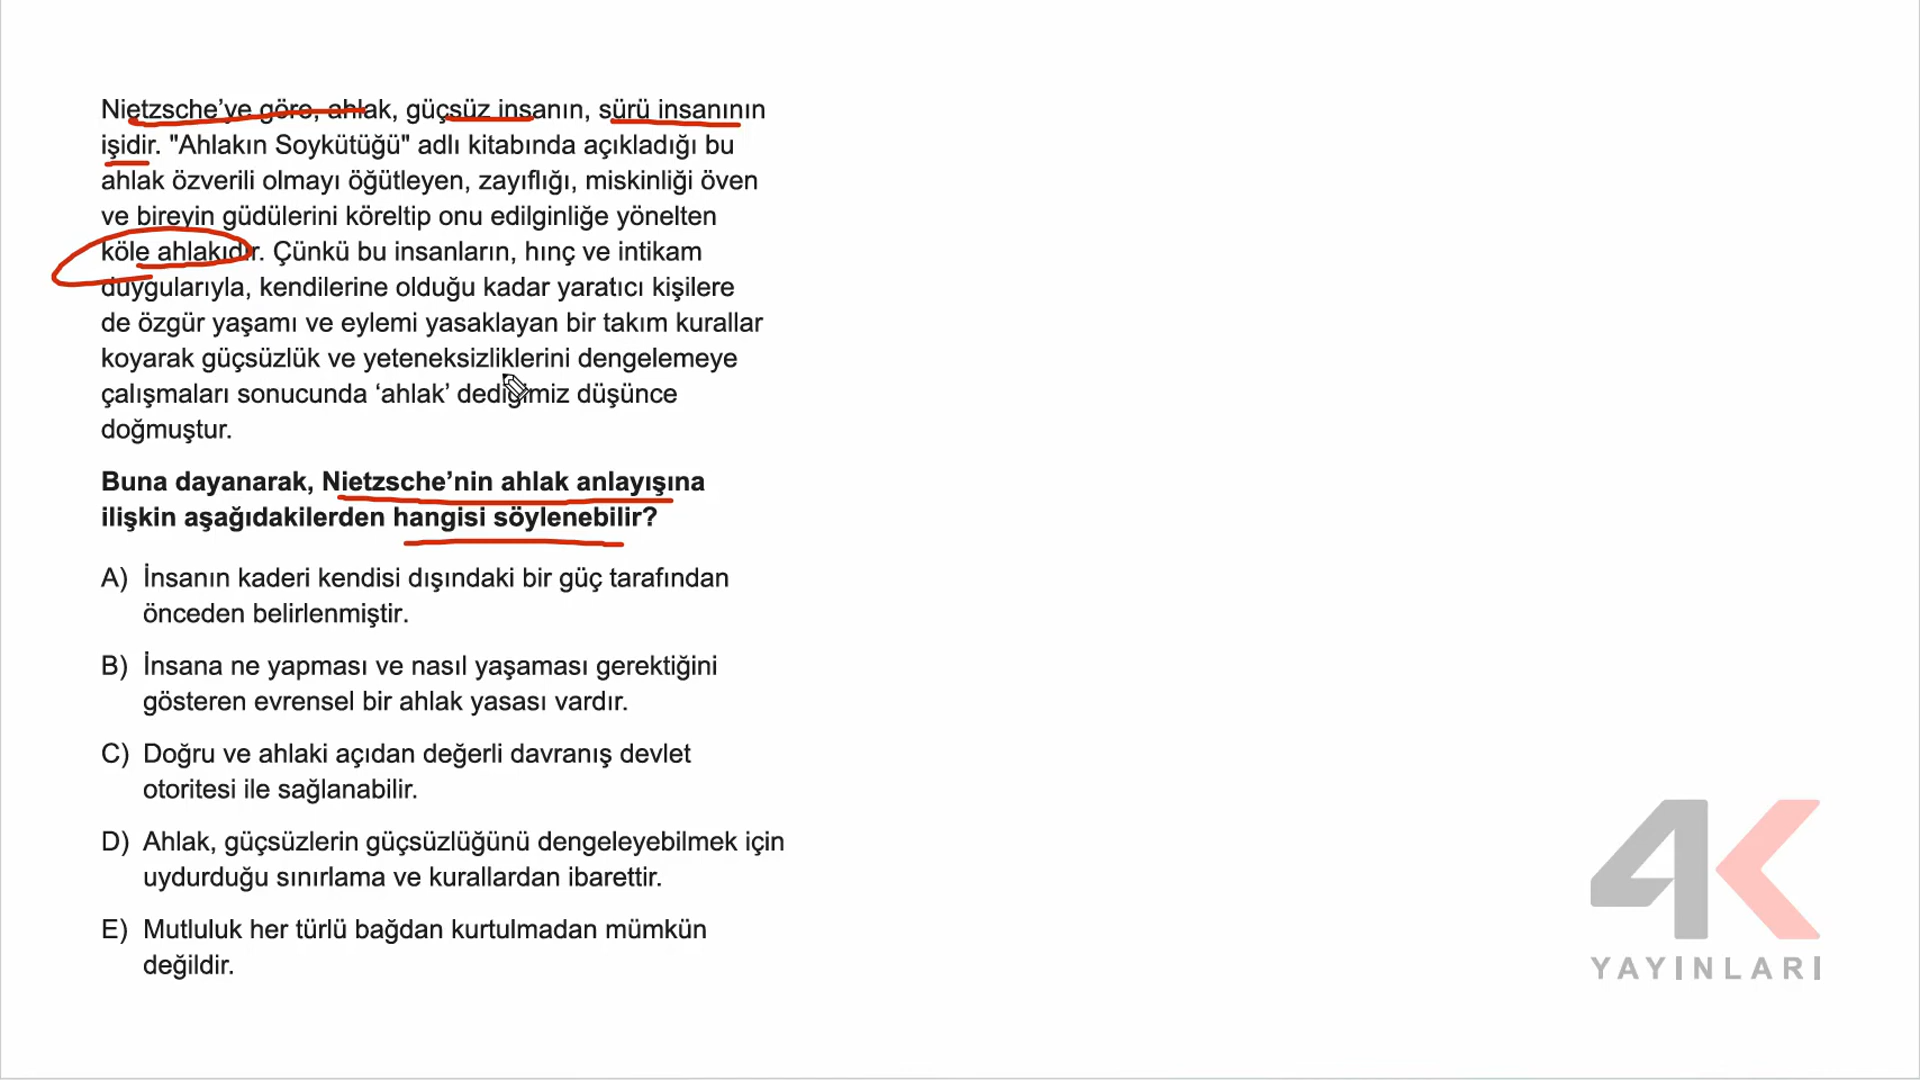 Nietzsche’ye göre, ahlak, güçsüz insanın, sürü insanının
işidir. "Ahlakın Soykütüğü" adlı kitabında açıkladığı bu
ahlak özverili olmayı öğütleyen, zayıflığı, miskinliği öven
ve bireyin güdülerini köreltip onu edilginliğe yönelten
köle ahlakıdır. Çünkü bu insanların, hınç ve intikam
duygularıyla, kendilerine olduğu kadar yaratıcı kişilere
de özgür yaşamı ve eylemi yasaklayan bir takım kurallar
koyarak güçsüzlük ve yeteneksizliklerini dengelemeye
çalışmaları sonucunda ‘ahlak’ dediğimiz düşünce
doğmuştur.
Buna dayanarak, Nietzsche’nin ahlak anlayışına
ilişkin aşağıdakilerden hangisi söylenebilir?
A) İnsanın kaderi kendisi dışındaki bir güç tarafından
önceden belirlenmiştir.
B) İnsana ne yapması ve nasıl yaşaması gerektiğini
gösteren evrensel bir ahlak yasası vardır.
C) Doğru ve ahlaki açıdan değerli davranış devlet
otoritesi ile sağlanabilir.
D) Ahlak, güçsüzlerin güçsüzlüğünü dengeleyebilmek için
uydurduğu sınırlama ve kurallardan ibarettir.
E) Mutluluk her türlü bağdan kurtulmadan mümkün
değildir.
4K
YAYINLARI